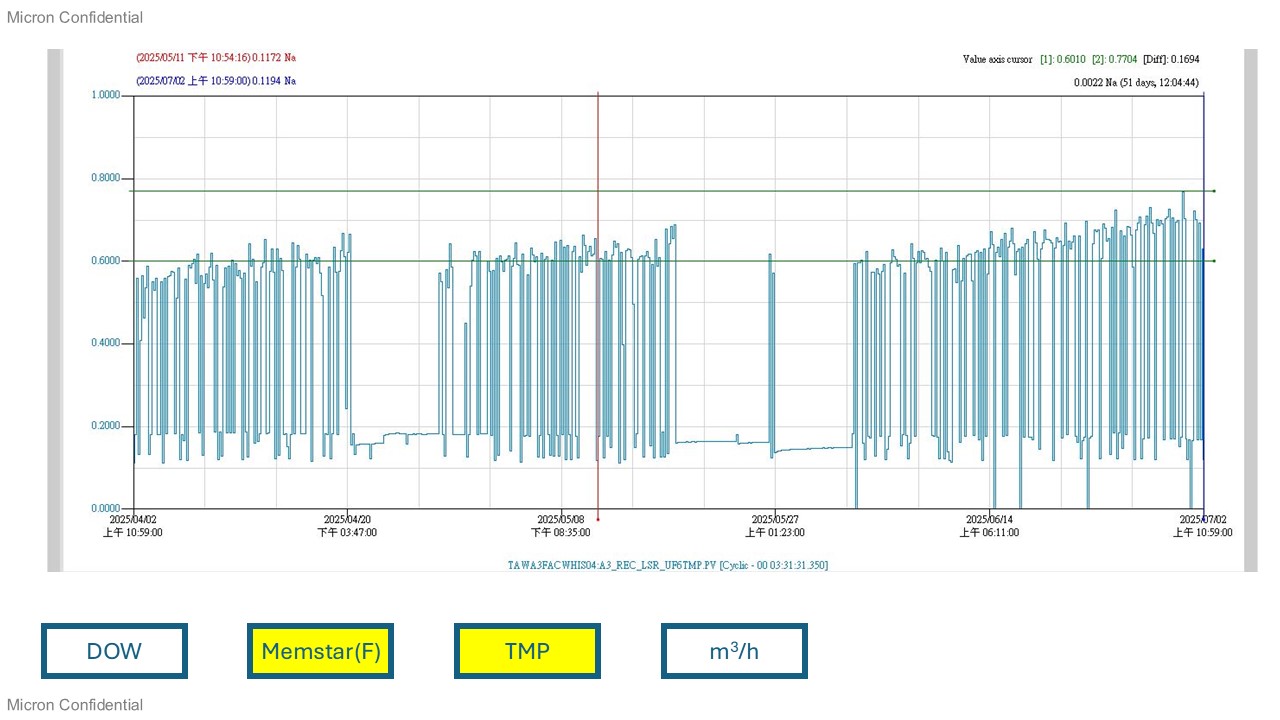 Micron Confidential
(2025/05/11 下午 10:54:16) 0.1172 Na
Value axis cursor [1]: 0.6010 [2]: 0.7704 [Diff]: 0.1694
(2025/07/02 上午 10:59:00) 0.1194 Na
0.0022 Na (51 days, 12:04:44)
1.0000
0.8000
0.6000
0.4000
0.2000
0.0000
2025/04/02 2025/04/20 2025/05/08 2025/05/27 2025/06/14 2025/07/02
上午 10:59:00 下午 03:47:00 下午 08:35:00 上午 01:23:00 上午 06:11:00 上午 10:59:00
TAWA3FACWHIS04:A3_REC_LSR_UF6TMP.PV [Cyclic - 00 03:31:31.350]
DOW Memstar(F) TMP m³/h
Micron Confidential